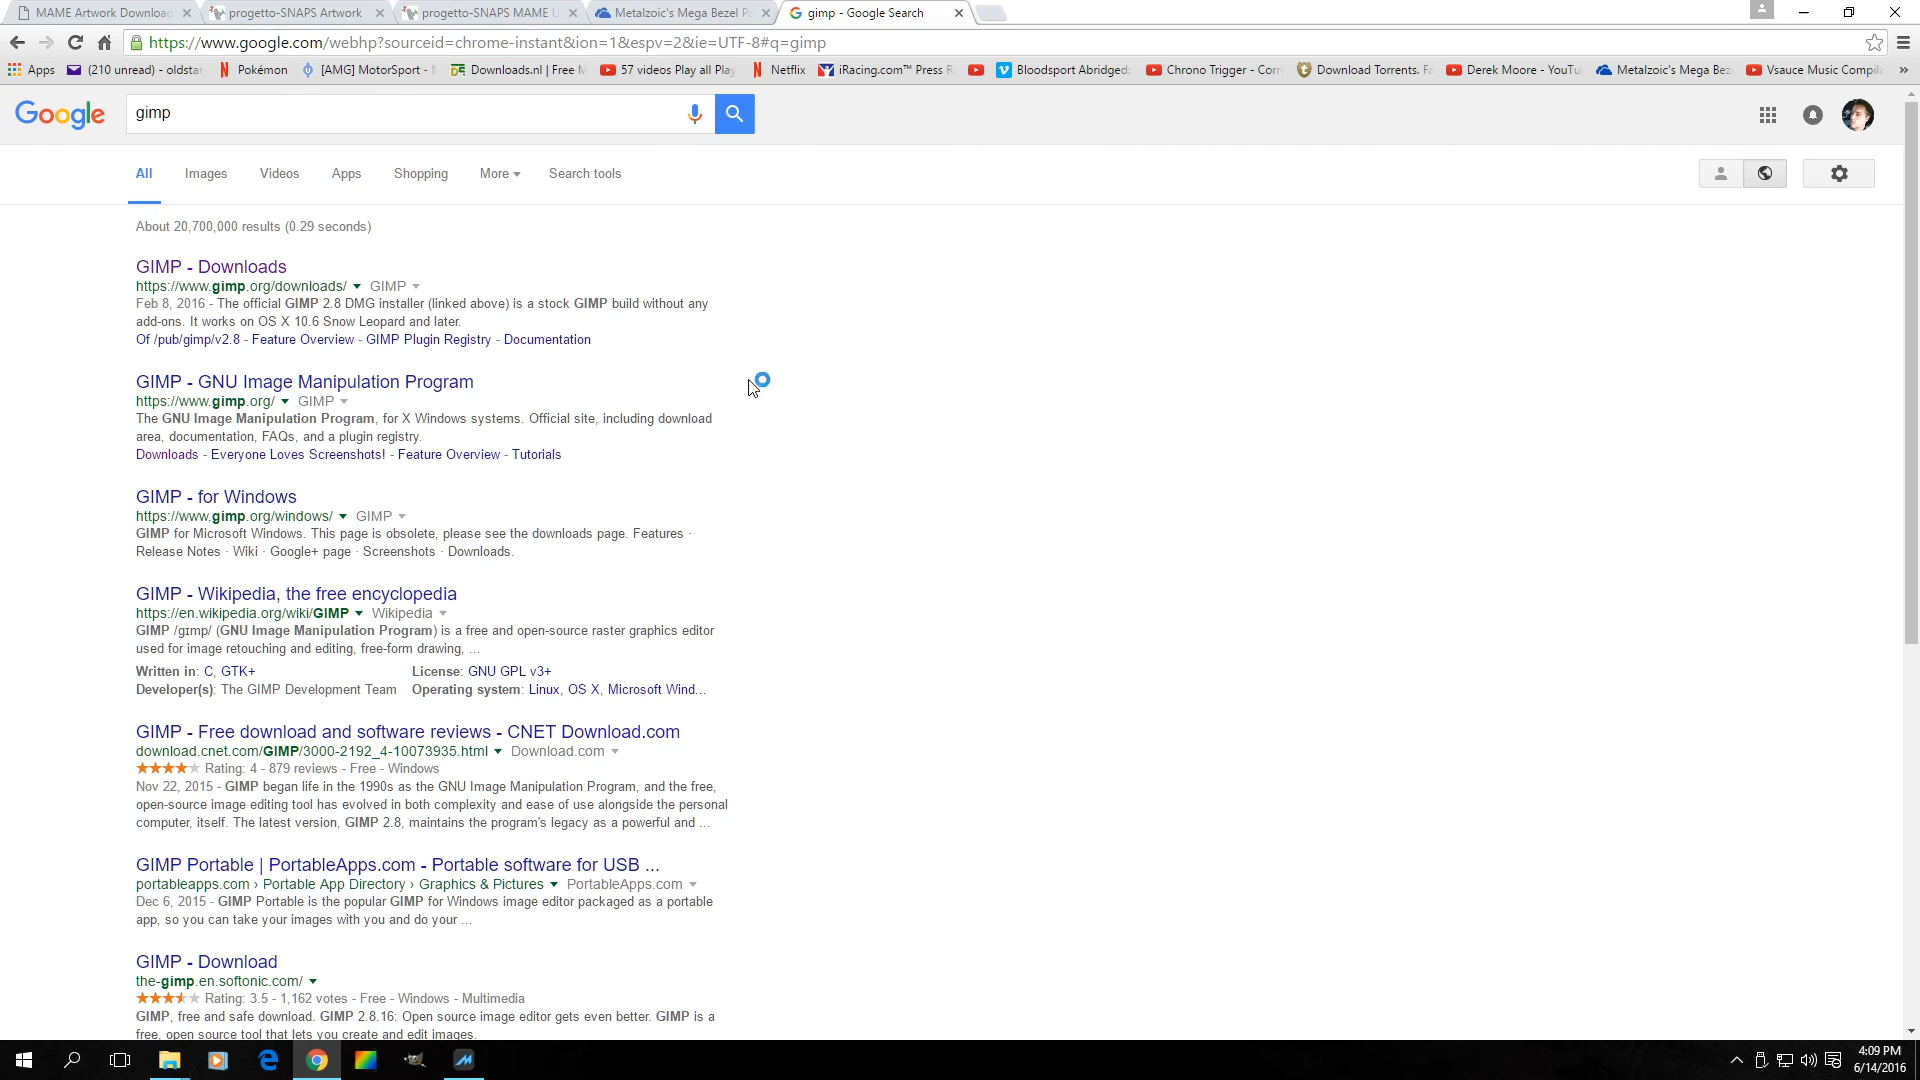 MAME Artwork Download
progetto-SNAPS Artwork
progetto-SNAPS MAME U
Metalzoic's Mega Bezel Pa
gimp - Google Search
https://www.google.com/webhp?sourceid=chrome-instant&ion=1&espv=2&ie=UTF-8#q=gimp
Apps
(210 unread) - oldstar
Pokémon
[AMG] MotorSport -
Downloads.nl | Free M
57 videos Play all Play
Netflix
iRacing.com™ Press R
Bloodsport Abridged:
Chrono Trigger - Corr
Download Torrents. Fa
Derek Moore - YouTu
Metalzoic's Mega Bez
Vsauce Music Compila
»
Google
gimp
All Images Videos Apps Shopping More Search tools
About 20,700,000 results (0.29 seconds)
GIMP - Downloads
https://www.gimp.org/downloads/ GIMP
Feb 8, 2016 - The official GIMP 2.8 DMG installer (linked above) is a stock GIMP build without any
add-ons. It works on OS X 10.6 Snow Leopard and later.
Of /pub/gimp/v2.8 - Feature Overview - GIMP Plugin Registry - Documentation
GIMP - GNU Image Manipulation Program
https://www.gimp.org/ GIMP
The GNU Image Manipulation Program, for X Windows systems. Official site, including download
area, documentation, FAQs, and a plugin registry.
Downloads - Everyone Loves Screenshots! - Feature Overview - Tutorials
GIMP - for Windows
https://www.gimp.org/windows/ GIMP
GIMP for Microsoft Windows. This page is obsolete, please see the downloads page. Features ·
Release Notes · Wiki · Google+ page · Screenshots · Downloads.
GIMP - Wikipedia, the free encyclopedia
https://en.wikipedia.org/wiki/GIMP Wikipedia
GIMP /ɡɪmp/ (GNU Image Manipulation Program) is a free and open-source raster graphics editor
used for image retouching and editing, free-form drawing, ...
Written in: C, GTK+ License: GNU GPL v3+
Developer(s): The GIMP Development Team Operating system: Linux, OS X, Microsoft Wind...
GIMP - Free download and software reviews - CNET Download.com
download.cnet.com/GIMP/3000-2192_4-10073935.html Download.com
Rating: 4 - 879 reviews - Free - Windows
Nov 22, 2015 - GIMP began life in the 1990s as the GNU Image Manipulation Program, and the free,
open-source image editing tool has evolved in both complexity and ease of use alongside the personal
computer, itself. The latest version, GIMP 2.8, maintains the program's legacy as a powerful and ...
GIMP Portable | PortableApps.com - Portable software for USB ...
portableapps.com › Portable App Directory › Graphics & Pictures PortableApps.com
Dec 6, 2015 - GIMP Portable is the popular GIMP for Windows image editor packaged as a portable
app, so you can take your images with you and do your ...
GIMP - Download
the-gimp.en.softonic.com/
Rating: 3.5 - 1,162 votes - Free - Windows - Multimedia
GIMP, free and safe download. GIMP 2.8.16: Open source image editor gets even better. GIMP is a
free, open source tool that lets you create and edit images.
4:09 PM
6/14/2016